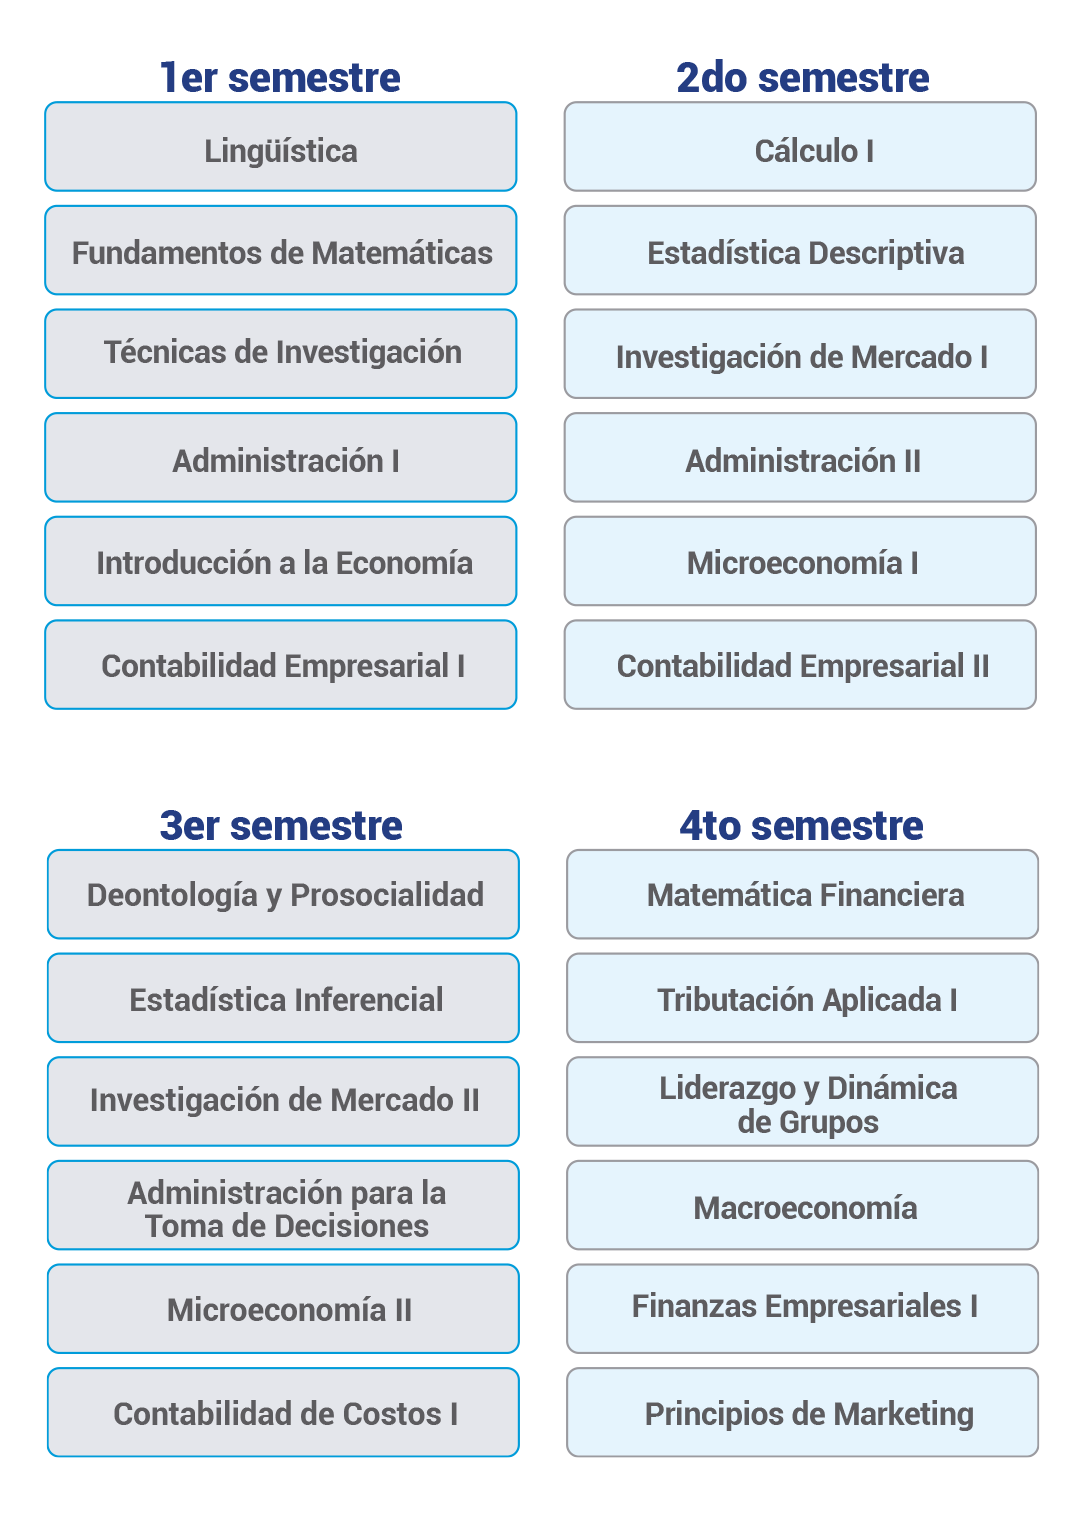 1er semestre
Lingüística
Fundamentos de Matemáticas
Técnicas de Investigación
Administración I
Introducción a la Economía
Contabilidad Empresarial I
2do semestre
Cálculo I
Estadística Descriptiva
Investigación de Mercado I
Administración II
Microeconomía I
Contabilidad Empresarial II
3er semestre
Deontología y Prosocialidad
Estadística Inferencial
Investigación de Mercado II
Administración para la
Toma de Decisiones
Microeconomía II
Contabilidad de Costos I
4to semestre
Matemática Financiera
Tributación Aplicada I
Liderazgo y Dinámica
de Grupos
Macroeconomía
Finanzas Empresariales I
Principios de Marketing